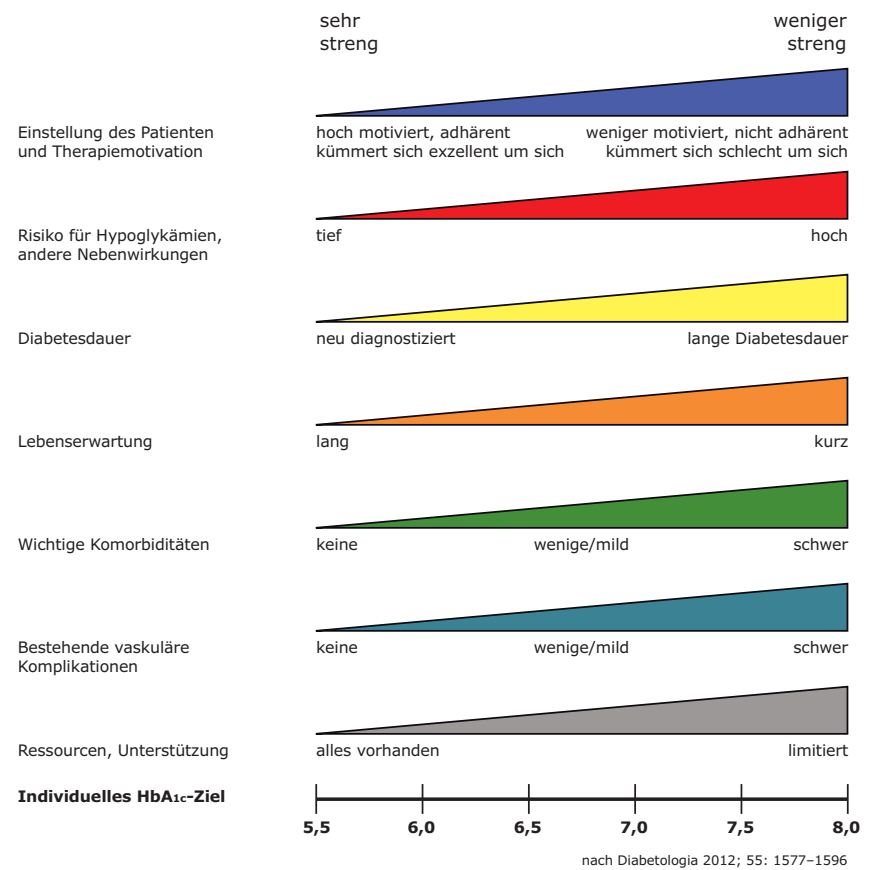 sehr
streng
weniger
streng
Einstellung des Patienten
und Therapiemotivation
hoch motiviert, adhärent
kümmert sich exzellent um sich
weniger motiviert, nicht adhärent
kümmert sich schlecht um sich
Risiko für Hypoglykämien,
andere Nebenwirkungen
tief
hoch
Diabetesdauer
neu diagnostiziert
lange Diabetesdauer
Lebenserwartung
lang
kurz
Wichtige Komorbiditäten
keine
wenige/mild
schwer
Bestehende vaskuläre
Komplikationen
keine
wenige/mild
schwer
Ressourcen, Unterstützung
alles vorhanden
limitiert
Individuelles HbA1c-Ziel
5,5
6,0
6,5
7,0
7,5
8,0
nach Diabetologia 2012; 55: 1577–1596